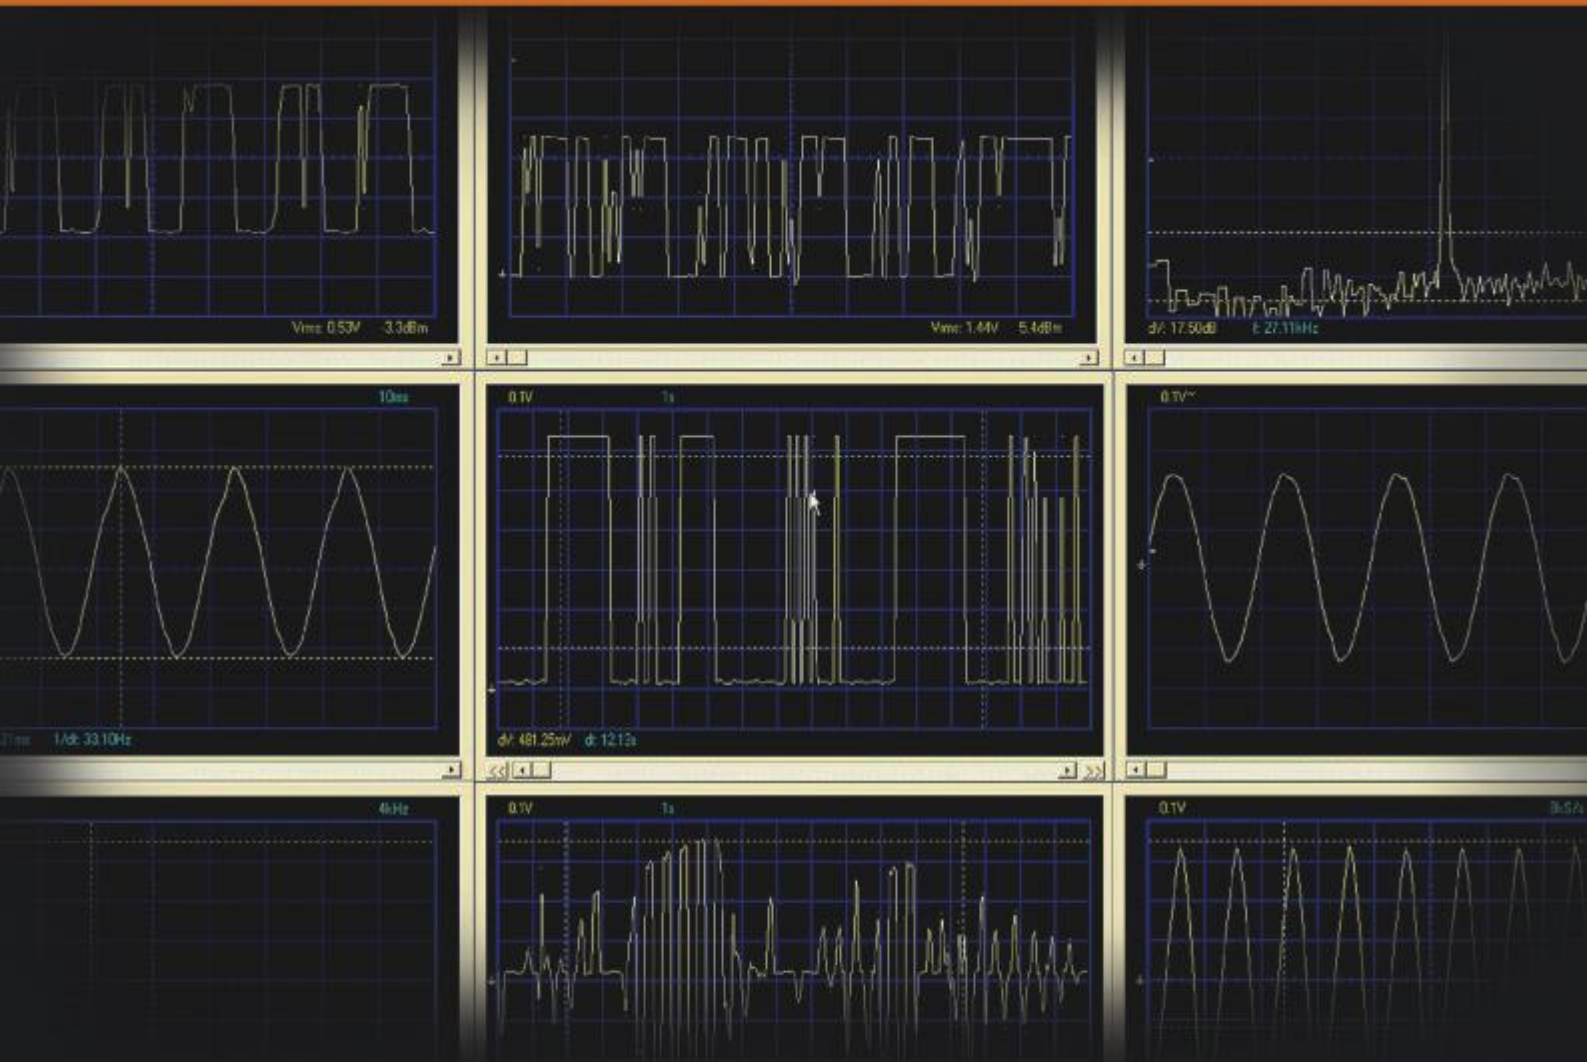 Vrms: 0.53V -3.3dBm
Vrms: 1.44V 5.4dBm
dV: 17.50dB f: 27.11kHz
10ms
0.1V 1s
0.1V~
1/dt: 33.10Hz
dV: 481.25mV dt: 12.13s
<< >>
4kHz
0.1V 1s
0.1V 8kS/s